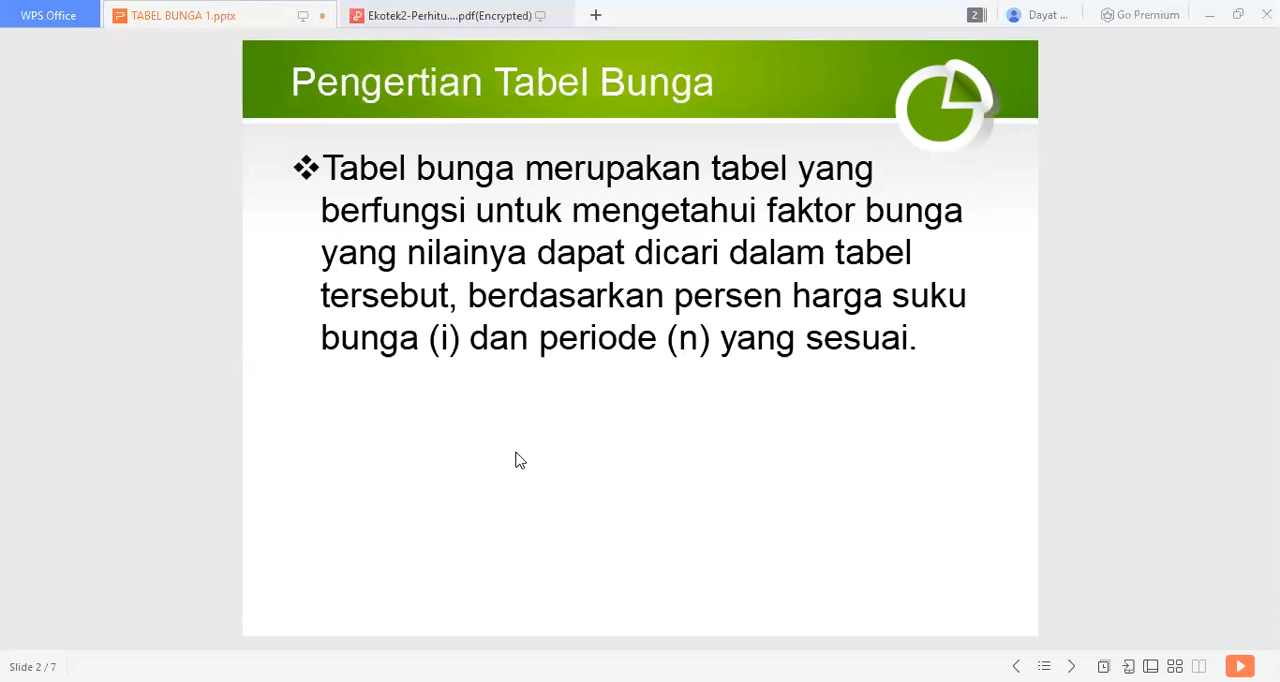 WPS Office
TABEL BUNGA 1.pptx
Ekotek2-Perhitu....pdf(Encrypted)
2
Dayat ...
Go Premium
Pengertian Tabel Bunga
❖Tabel bunga merupakan tabel yang
berfungsi untuk mengetahui faktor bunga
yang nilainya dapat dicari dalam tabel
tersebut, berdasarkan persen harga suku
bunga (i) dan periode (n) yang sesuai.
Slide 2 / 7